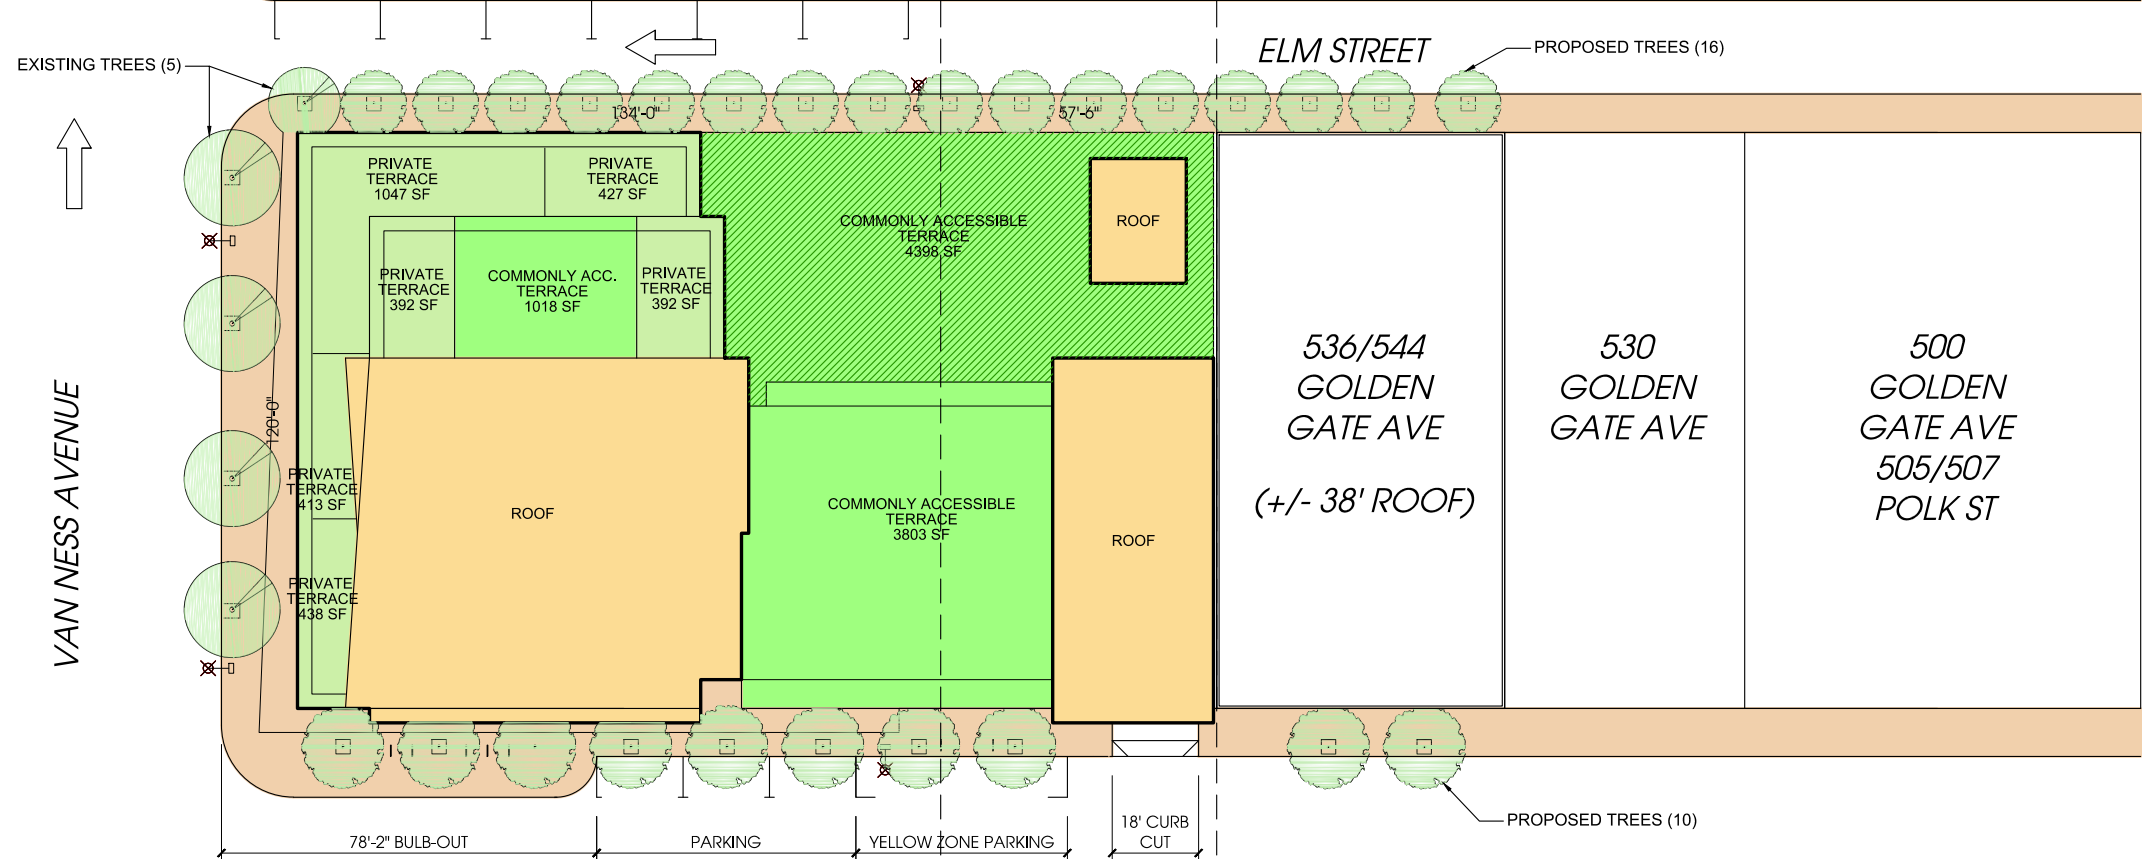 ELM STREET
PROPOSED TREES (16)
EXISTING TREES (5)
134'-0"
57'-6"
PRIVATE
TERRACE
1047 SF
PRIVATE
TERRACE
427 SF
COMMONLY ACCESSIBLE
TERRACE
4398 SF
ROOF
PRIVATE
TERRACE
392 SF
COMMONLY ACC.
TERRACE
1018 SF
PRIVATE
TERRACE
392 SF
536/544
GOLDEN
GATE AVE
(+/- 38' ROOF)
530
GOLDEN
GATE AVE
500
GOLDEN
GATE AVE
505/507
POLK ST
VAN NESS AVENUE
120'-0"
PRIVATE
TERRACE
413 SF
ROOF
COMMONLY ACCESSIBLE
TERRACE
3803 SF
ROOF
PRIVATE
TERRACE
438 SF
78'-2" BULB-OUT
PARKING
YELLOW ZONE PARKING
18' CURB
CUT
PROPOSED TREES (10)